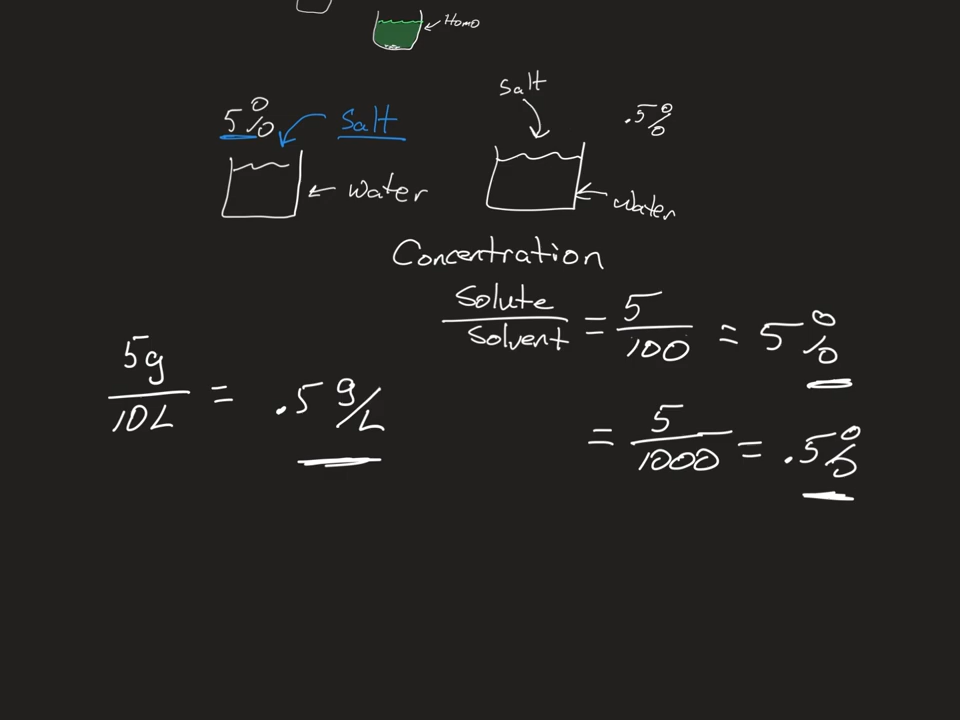 ← Homo
5% Salt
← water
Salt
.5%
water
Concentration
Solute/Solvent = 5/100 = 5%
= 5/1000 = .5%
5g/10L = .5 g/L